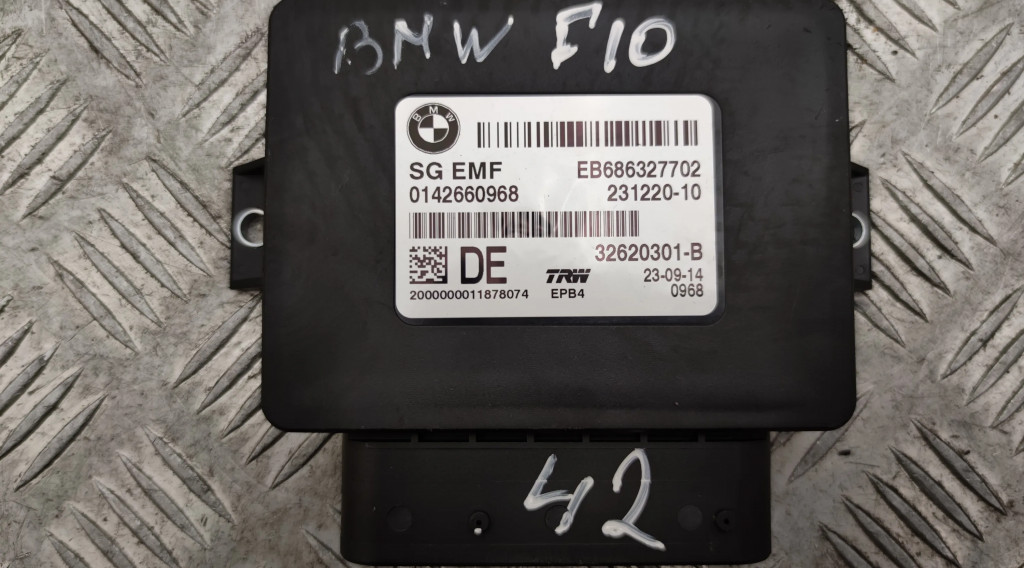 BMW F10
BMW
SG EMF EB686327702
0142660968 231220-10
32620301-B
DE TRW 23-09-14
2000000011878074 EPB4 0968
42